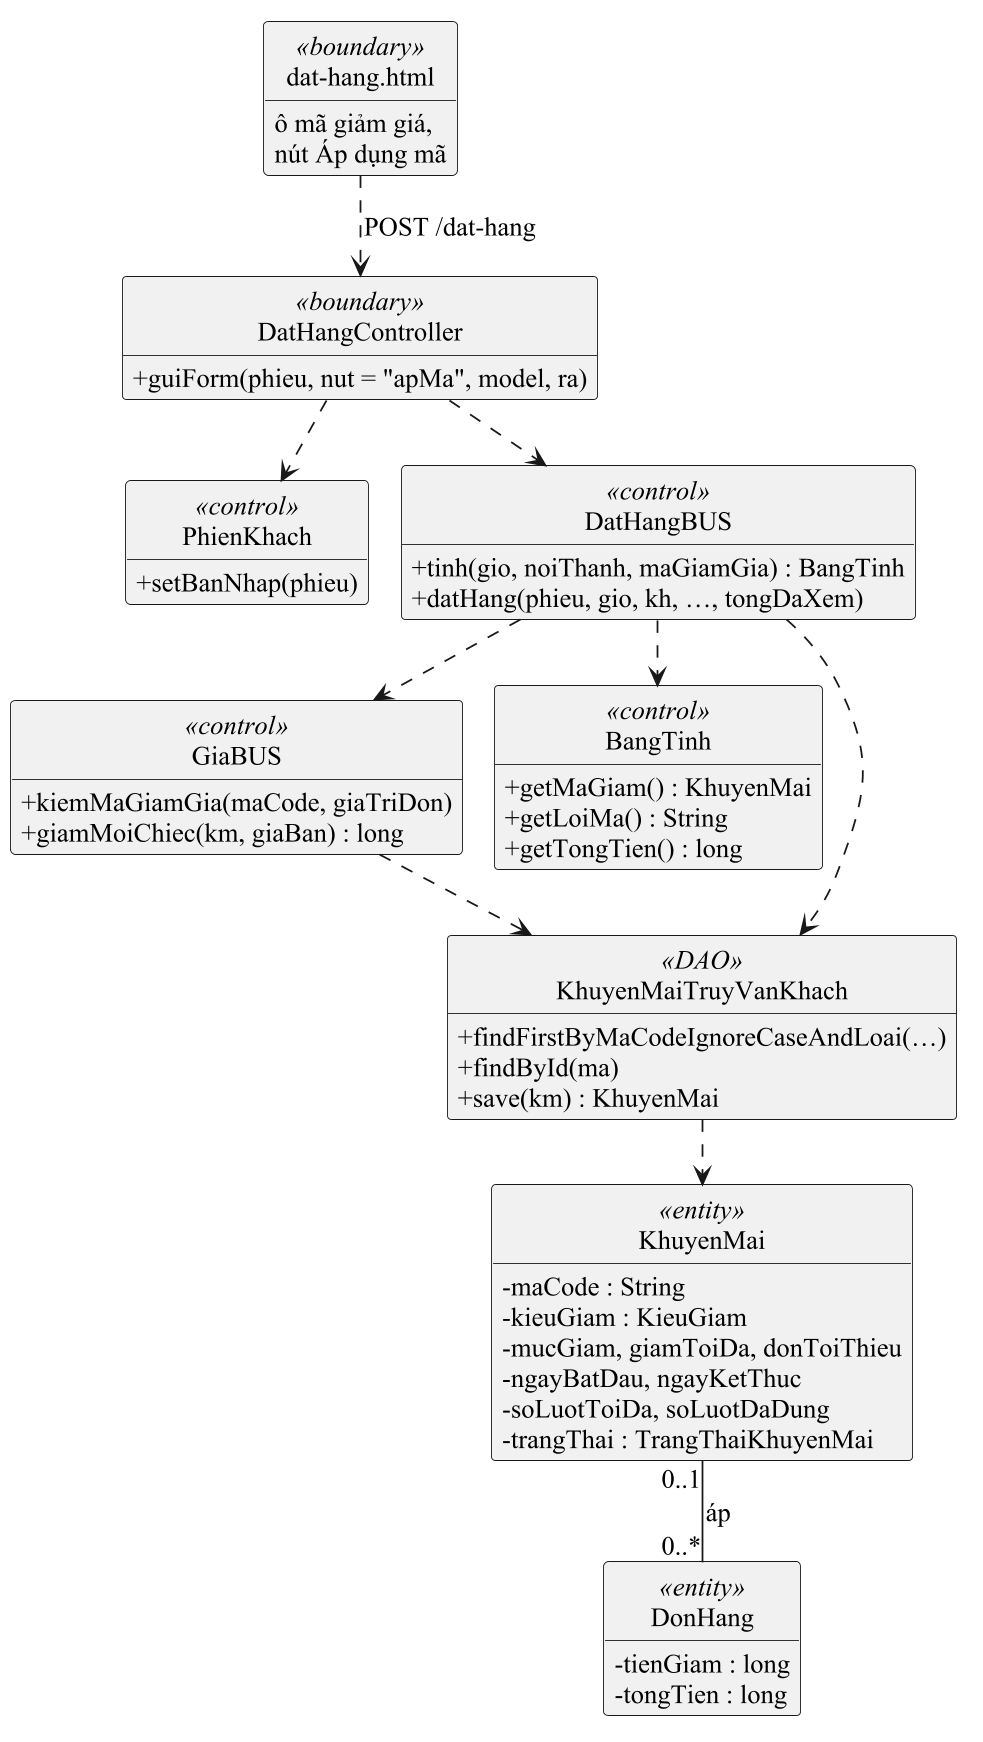 «boundary»
dat-hang.html
ô mã giảm giá,
nút Áp dụng mã
POST /dat-hang
«boundary»
DatHangController
+guiForm(phieu, nut = "apMa", model, ra)
«control»
PhienKhach
+setBanNhap(phieu)
«control»
DatHangBUS
+tinh(gio, noiThanh, maGiamGia) : BangTinh
+datHang(phieu, gio, kh, …, tongDaXem)
«control»
GiaBUS
+kiemMaGiamGia(maCode, giaTriDon)
+giamMoiChiec(km, giaBan) : long
«control»
BangTinh
+getMaGiam() : KhuyenMai
+getLoiMa() : String
+getTongTien() : long
«DAO»
KhuyenMaiTruyVanKhach
+findFirstByMaCodeIgnoreCaseAndLoai(…)
+findById(ma)
+save(km) : KhuyenMai
«entity»
KhuyenMai
-maCode : String
-kieuGiam : KieuGiam
-mucGiam, giamToiDa, donToiThieu
-ngayBatDau, ngayKetThuc
-soLuotToiDa, soLuotDaDung
-trangThai : TrangThaiKhuyenMai
0..1
áp
0..*
«entity»
DonHang
-tienGiam : long
-tongTien : long